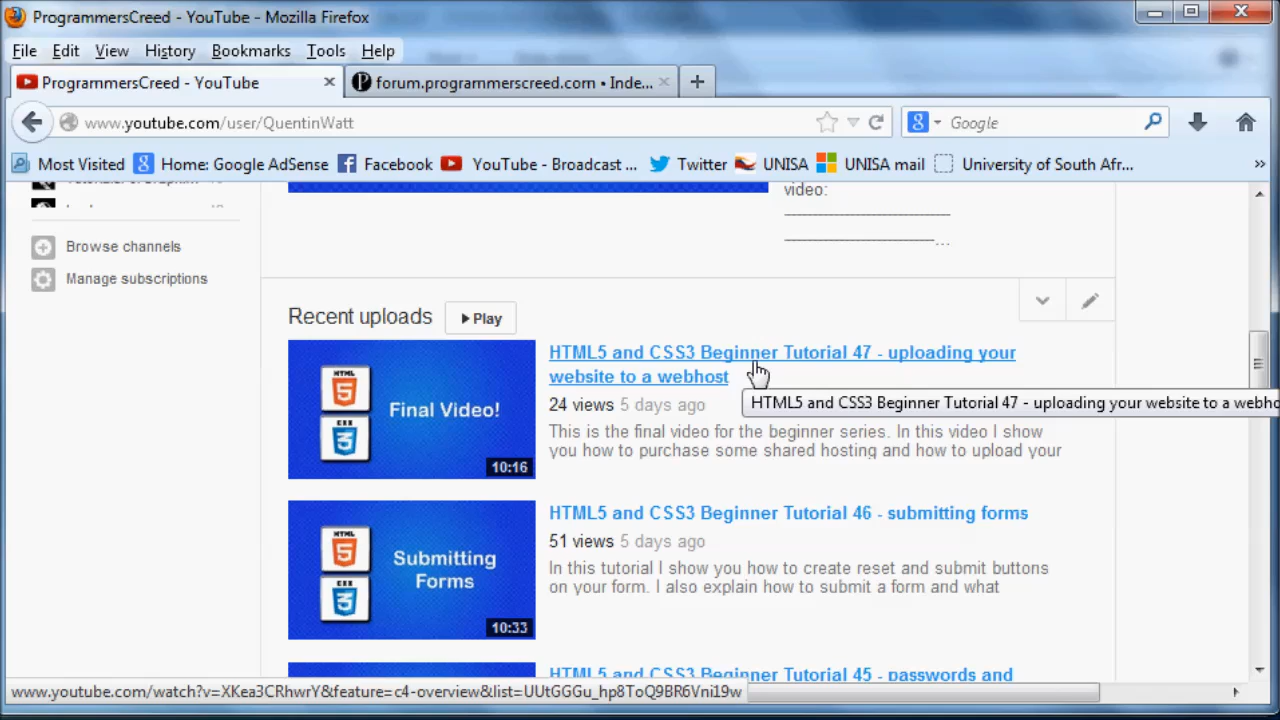 ProgrammersCreed - YouTube - Mozilla Firefox
File Edit View History Bookmarks Tools Help
ProgrammersCreed - YouTube
forum.programmerscreed.com • Inde...
www.youtube.com/user/QuentinWatt
Google
Most Visited Home: Google AdSense Facebook YouTube - Broadcast ... Twitter UNISA UNISA mail University of South Afr... »
video:
...
Browse channels
Manage subscriptions
Recent uploads
Play
HTML5 and CSS3 Beginner Tutorial 47 - uploading your
website to a webhost
HTML5 and CSS3 Beginner Tutorial 47 - uploading your website to a webho
24 views 5 days ago
This is the final video for the beginner series. In this video I show
you how to purchase some shared hosting and how to upload your
HTML
5
CSS
3
Final Video!
10:16
HTML5 and CSS3 Beginner Tutorial 46 - submitting forms
51 views 5 days ago
In this tutorial I show you how to create reset and submit buttons
on your form. I also explain how to submit a form and what
HTML
5
CSS
3
Submitting
Forms
10:33
HTML5 and CSS3 Beginner Tutorial 45 - passwords and
www.youtube.com/watch?v=XKea3CRhwrY&feature=c4-overview&list=UUtGGGu_hp8ToQ9BR6Vni19w